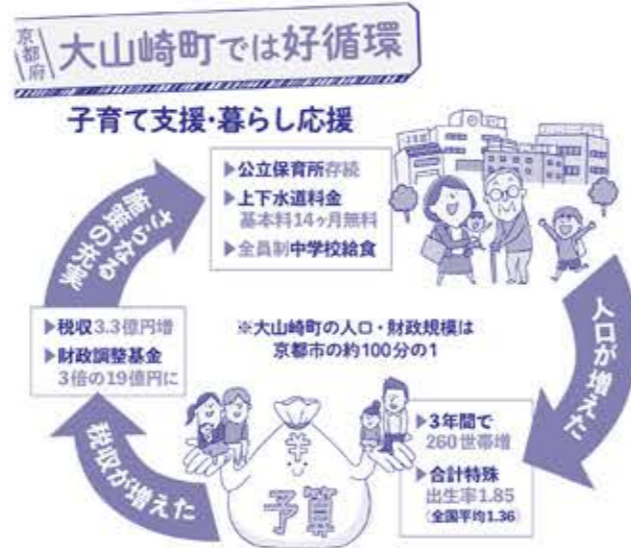 京都府
大山崎町では好循環
子育て支援・暮らし応援
▶公立保育所存続
▶上下水道料金
基本料14ヶ月無料
▶全員制中学校給食
人口が増えた
▶3年間で
260世帯増
▶合計特殊
出生率1.85
(全国平均1.36)
予算
税収が増えた
▶税収3.3億円増
▶財政調整基金
3倍の19億円に
さらなる
施策の充実
※大山崎町の人口・財政規模は
京都市の約100分の1